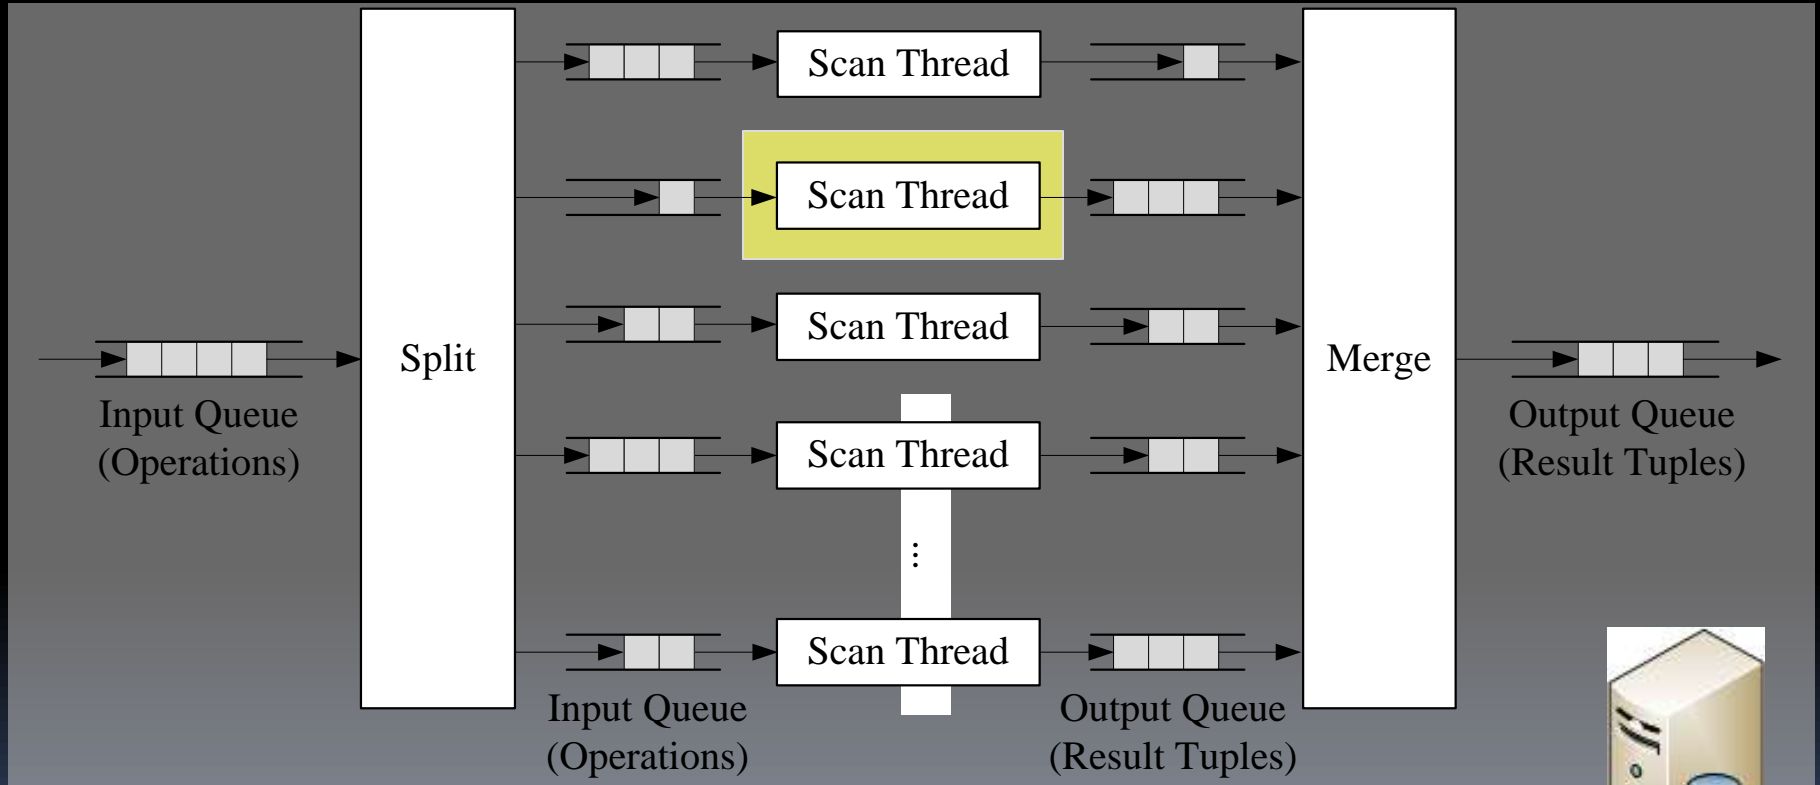 Scan Thread
Scan Thread
Scan Thread
Split
Merge
Input Queue
(Operations)
Output Queue
(Result Tuples)
Scan Thread
...
Scan Thread
Input Queue
(Operations)
Output Queue
(Result Tuples)